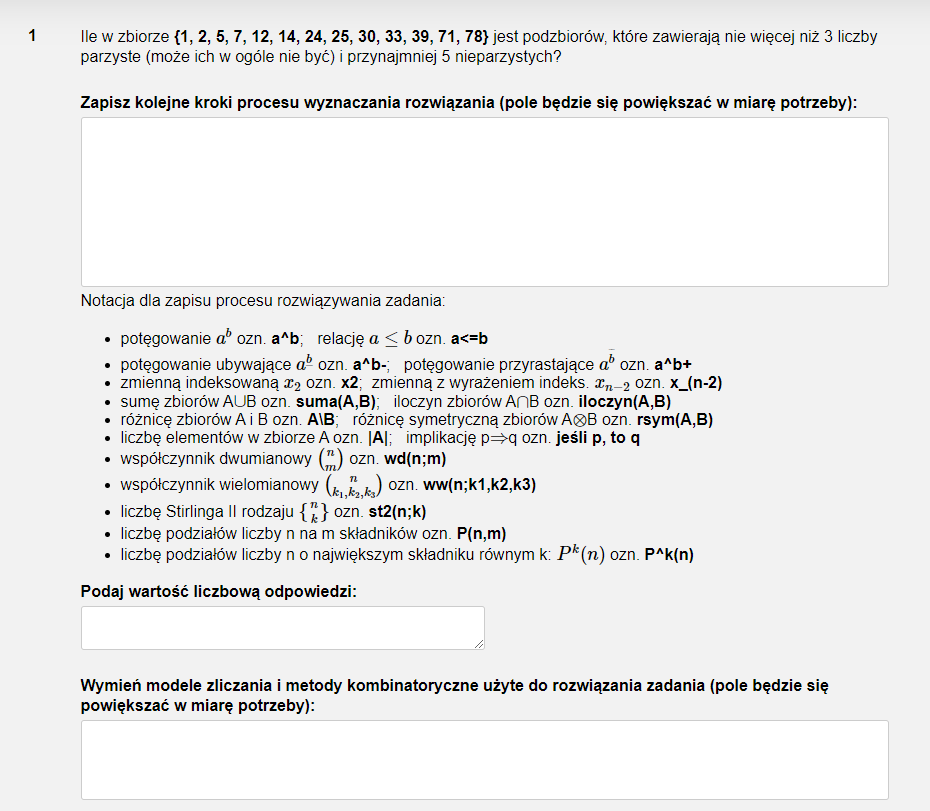 1 Ile w zbiorze {1, 2, 5, 7, 12, 14, 24, 25, 30, 33, 39, 71, 78} jest podzbiorów, które zawierają nie więcej niż 3 liczby
parzyste (może ich w ogóle nie być) i przynajmniej 5 nieparzystych?
Zapisz kolejne kroki procesu wyznaczania rozwiązania (pole będzie się powiększać w miarę potrzeby):
Notacja dla zapisu procesu rozwiązywania zadania:
• potęgowanie $a^b$ ozn. a^b; relację $a \leq b$ ozn. a<=b
• potęgowanie ubywające $a^{\underline{b}}$ ozn. a^b-; potęgowanie przyrastające $a^{\overline{b}}$ ozn. a^b+
• zmienną indeksowaną $x_2$ ozn. x2; zmienną z wyrażeniem indeks. $x_{n-2}$ ozn. x_(n-2)
• sumę zbiorów A∪B ozn. suma(A,B); iloczyn zbiorów A∩B ozn. iloczyn(A,B)
• różnicę zbiorów A i B ozn. A\B; różnicę symetryczną zbiorów A⊗B ozn. rsym(A,B)
• liczbę elementów w zbiorze A ozn. |A|; implikację p⇒q ozn. jeśli p, to q
• współczynnik dwumianowy $\binom{n}{m}$ ozn. wd(n;m)
• współczynnik wielomianowy $\binom{n}{k_1,k_2,k_3}$ ozn. ww(n;k1,k2,k3)
• liczbę Stirlinga II rodzaju $\left\{{n \atop k}\right\}$ ozn. st2(n;k)
• liczbę podziałów liczby n na m składników ozn. P(n,m)
• liczbę podziałów liczby n o największym składniku równym k: $P^k(n)$ ozn. P^k(n)
Podaj wartość liczbową odpowiedzi:
Wymień modele zliczania i metody kombinatoryczne użyte do rozwiązania zadania (pole będzie się
powiększać w miarę potrzeby):